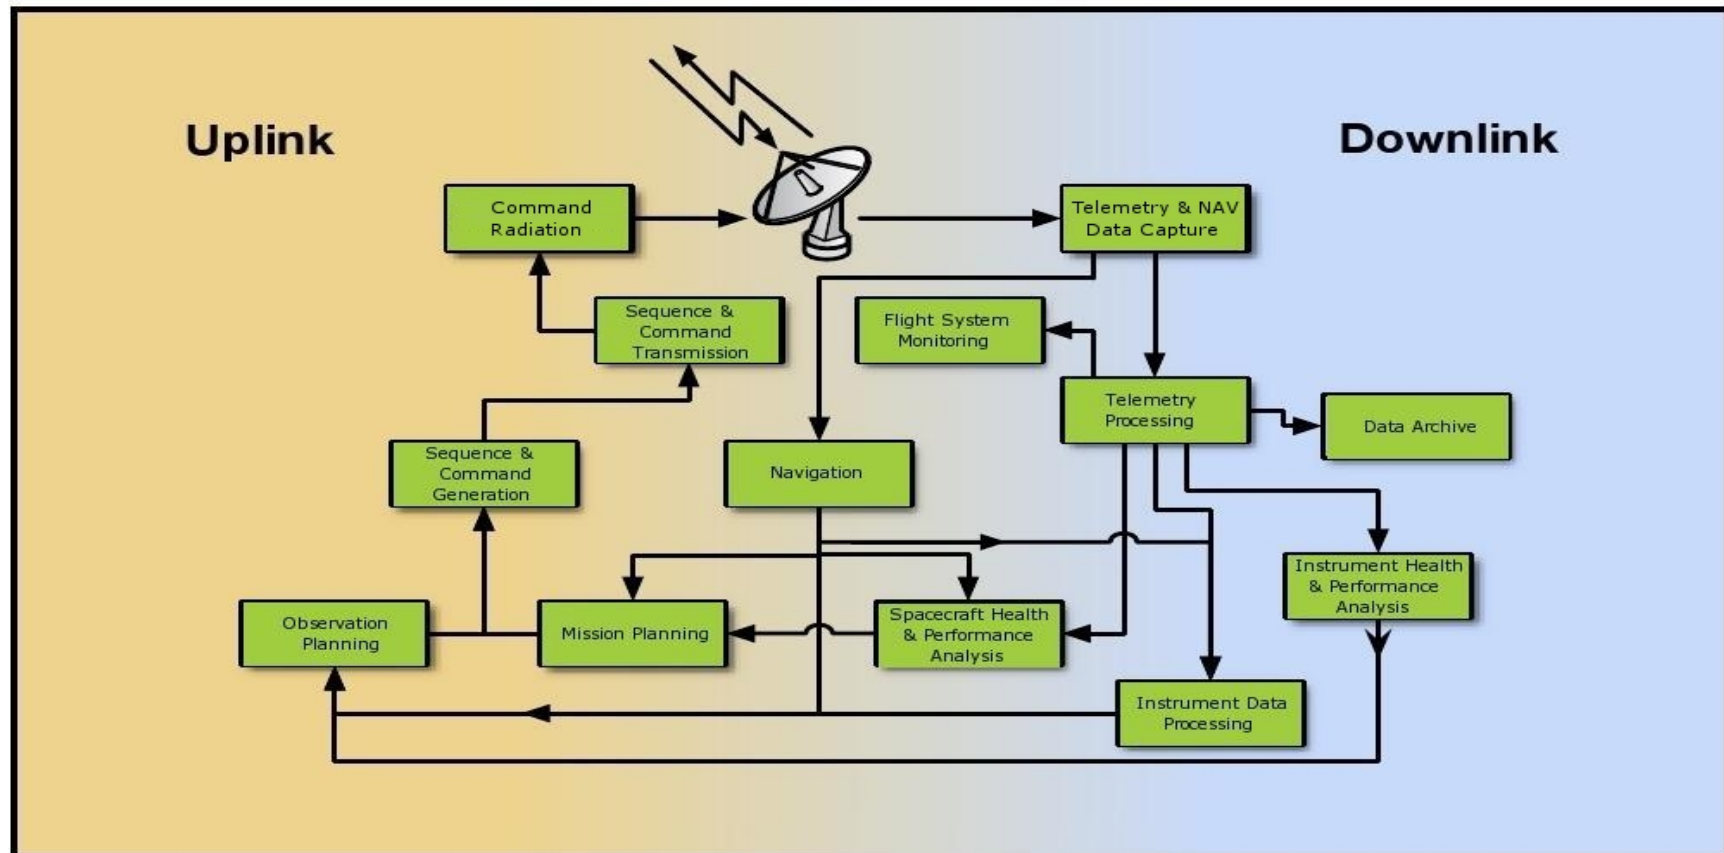 Uplink
Downlink
Command
Radiation
Telemetry & NAV
Data Capture
Sequence &
Command
Transmission
Flight System
Monitoring
Telemetry
Processing
Data Archive
Sequence &
Command
Generation
Navigation
Instrument Health
& Performance
Analysis
Observation
Planning
Mission Planning
Spacecraft Health
& Performance
Analysis
Instrument Data
Processing